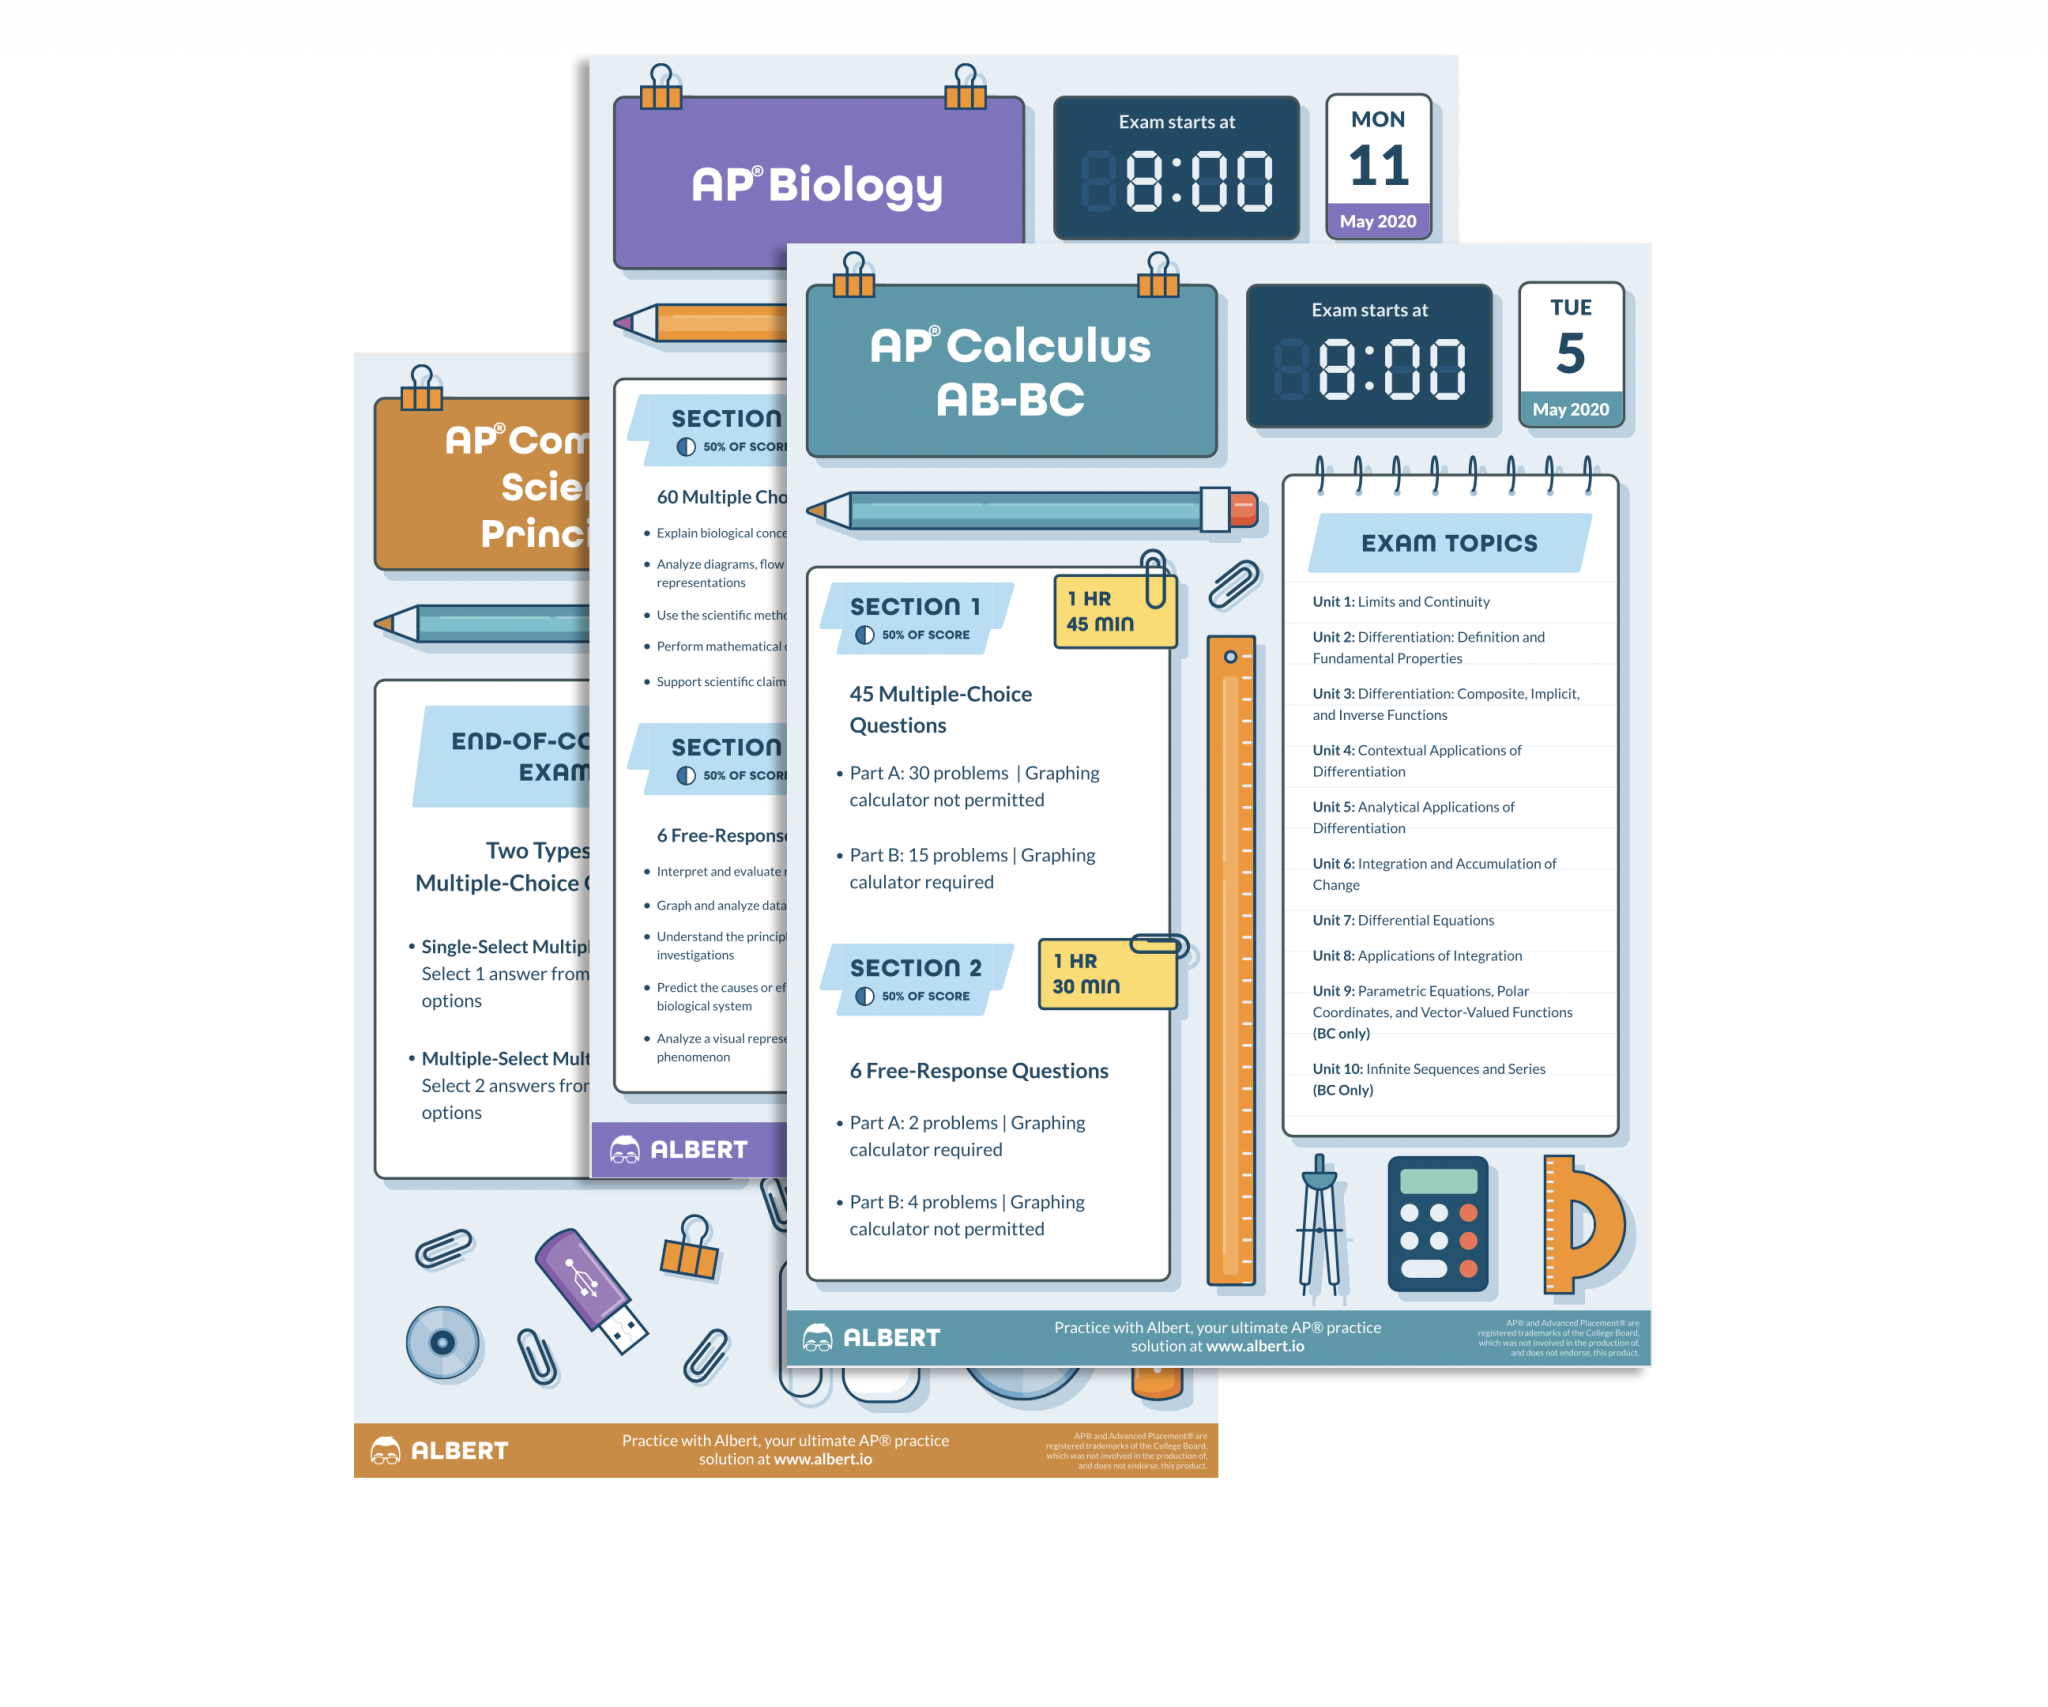 AP® Biology
Exam starts at
8:00
MON
11
May 2020
SECTION
50% OF SCORE
60 Multiple Cho
Explain biological conce
Analyze diagrams, flow
representations
Use the scientific metho
Perform mathematical
Support scientific claim
SECTION
50% OF SCORE
6 Free-Response
Interpret and evaluate
Graph and analyze data
Understand the princip
investigations
Predict the causes or ef
biological system
Analyze a visual represe
phenomenon
ALBERT
AP® Calculus
AB-BC
Exam starts at
8:00
TUE
5
May 2020
SECTION 1
50% OF SCORE
1 HR
45 MIN
45 Multiple-Choice
Questions
• Part A: 30 problems | Graphing
calculator not permitted
• Part B: 15 problems | Graphing
calulator required
SECTION 2
50% OF SCORE
1 HR
30 MIN
6 Free-Response Questions
• Part A: 2 problems | Graphing
calculator required
• Part B: 4 problems | Graphing
calculator not permitted
EXAM TOPICS
Unit 1: Limits and Continuity
Unit 2: Differentiation: Definition and
Fundamental Properties
Unit 3: Differentiation: Composite, Implicit,
and Inverse Functions
Unit 4: Contextual Applications of
Differentiation
Unit 5: Analytical Applications of
Differentiation
Unit 6: Integration and Accumulation of
Change
Unit 7: Differential Equations
Unit 8: Applications of Integration
Unit 9: Parametric Equations, Polar
Coordinates, and Vector-Valued Functions
(BC only)
Unit 10: Infinite Sequences and Series
(BC Only)
ALBERT
Practice with Albert, your ultimate AP® practice
solution at www.albert.io
AP® and Advanced Placement® are
registered trademarks of the College Board,
which was not involved in the production of,
and does not endorse, this product.
AP® Com
Scie
Princi
END-OF-CO
EXAM
Two Types
Multiple-Choice
• Single-Select Multipl
Select 1 answer from
options
• Multiple-Select Mult
Select 2 answers fro
options
ALBERT
Practice with Albert, your ultimate AP® practice
solution at www.albert.io
AP® and Advanced Placement® are
registered trademarks of the College Board,
which was not involved in the production of,
and does not endorse, this product.